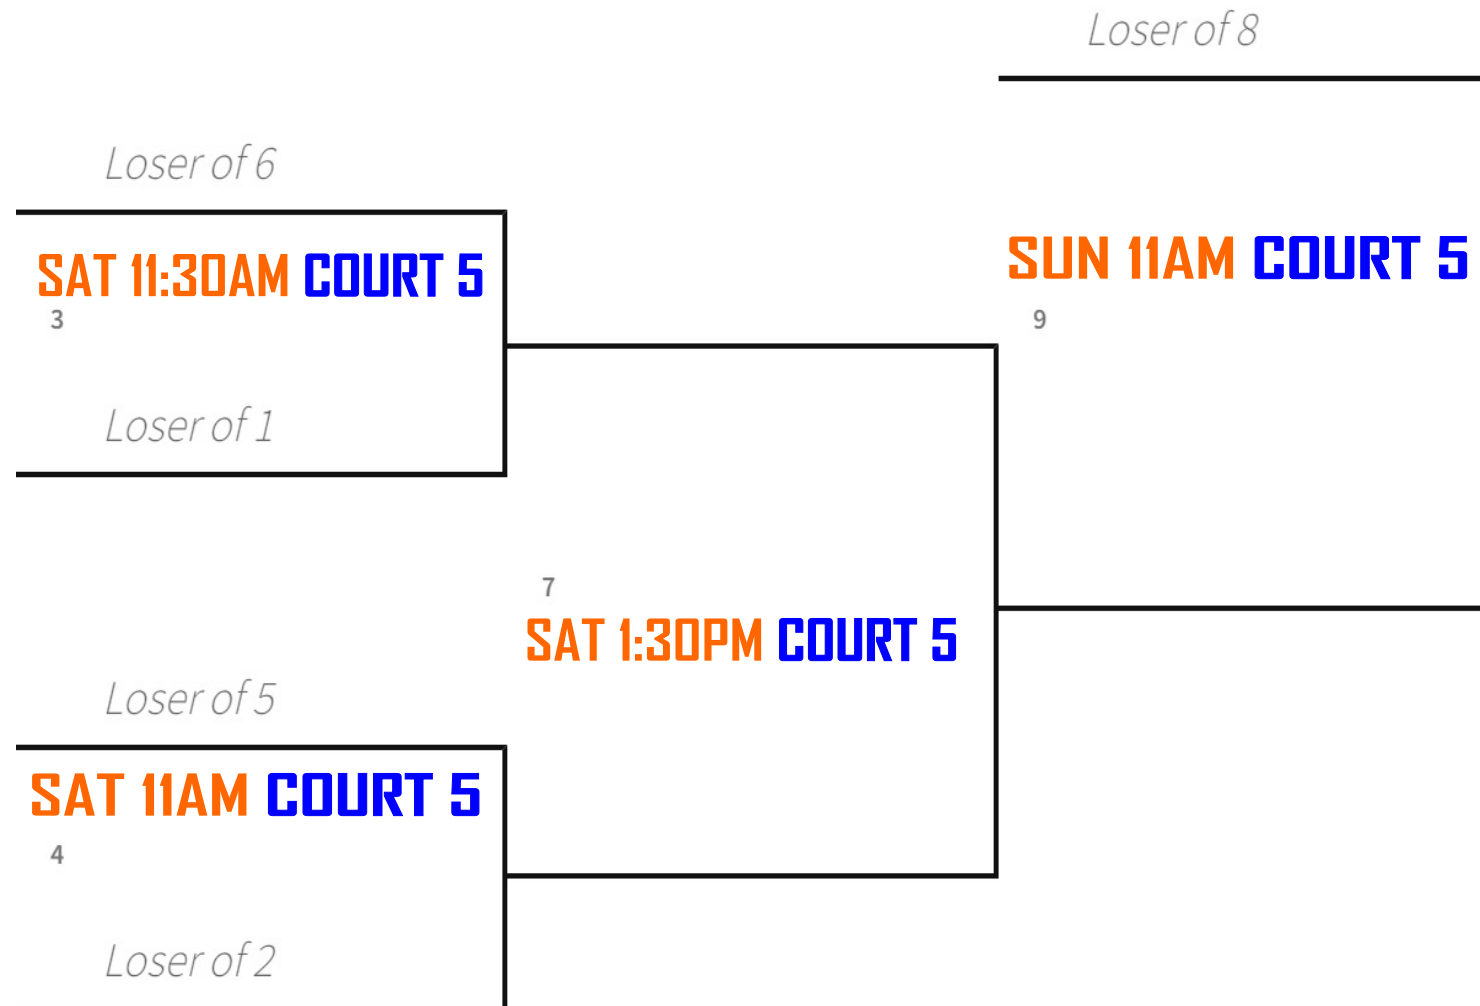 Loser of 8
Loser of 6
SAT 11:30AM COURT 5
3
Loser of 1
SUN 11AM COURT 5
9
7
SAT 1:30PM COURT 5
Loser of 5
SAT 11AM COURT 5
4
Loser of 2